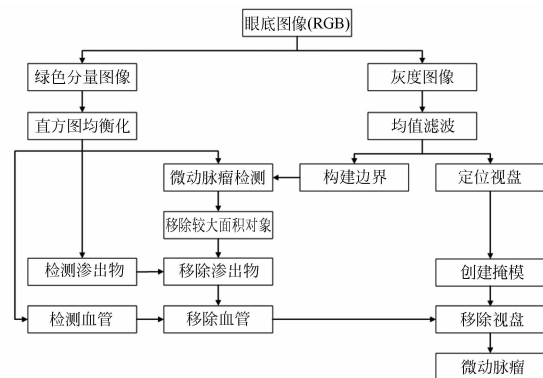 眼底图像(RGB)
绿色分量图像
灰度图像
直方图均衡化
均值滤波
微动脉瘤检测
构建边界
定位视盘
移除较大面积对象
检测渗出物
移除渗出物
创建掩模
检测血管
移除血管
移除视盘
微动脉瘤